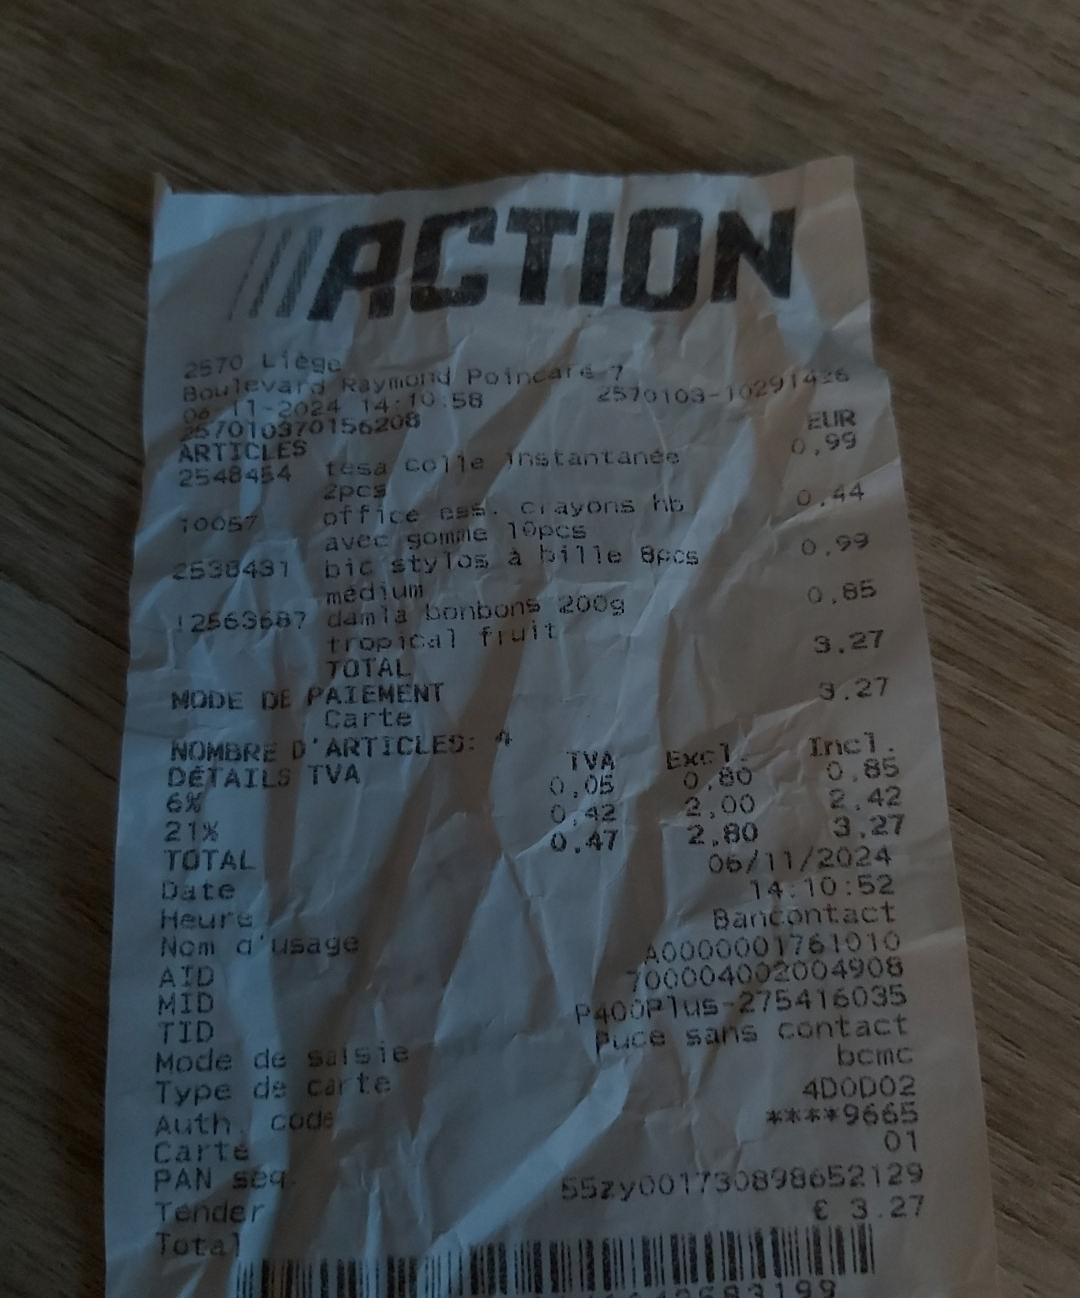 ACTION
2570 Liège
Boulevard Raymond Poincaré 7
06-11-2024 14:10:58 2570103-10291426
257010370156208
ARTICLES EUR
2548454 tesa colle instantanée 0,99
2pcs
10057 office ess. crayons hb 0,44
avec gomme 10pcs
2538431 bic stylos à bille 8pcs 0,99
médium
!2563687 damla bonbons 200g 0,85
tropical fruit
TOTAL 3.27
MODE DE PAIEMENT
Carte 3.27
NOMBRE D'ARTICLES: 4
DÉTAILS TVA TVA Excl. Incl.
6% 0,05 0,80 0,85
21% 0,42 2,00 2,42
TOTAL 0,47 2,80 3,27
Date 06/11/2024
Heure 14:10:52
Nom d'usage Bancontact
AID A0000001761010
MID 700004002004908
TID P400Plus-275416035
Mode de saisie Puce sans contact
Type de carte bcmc
Auth. code 4D0D02
Carte ****9665
PAN seq. 01
Tender 55zy001730898652129
Total € 3.27